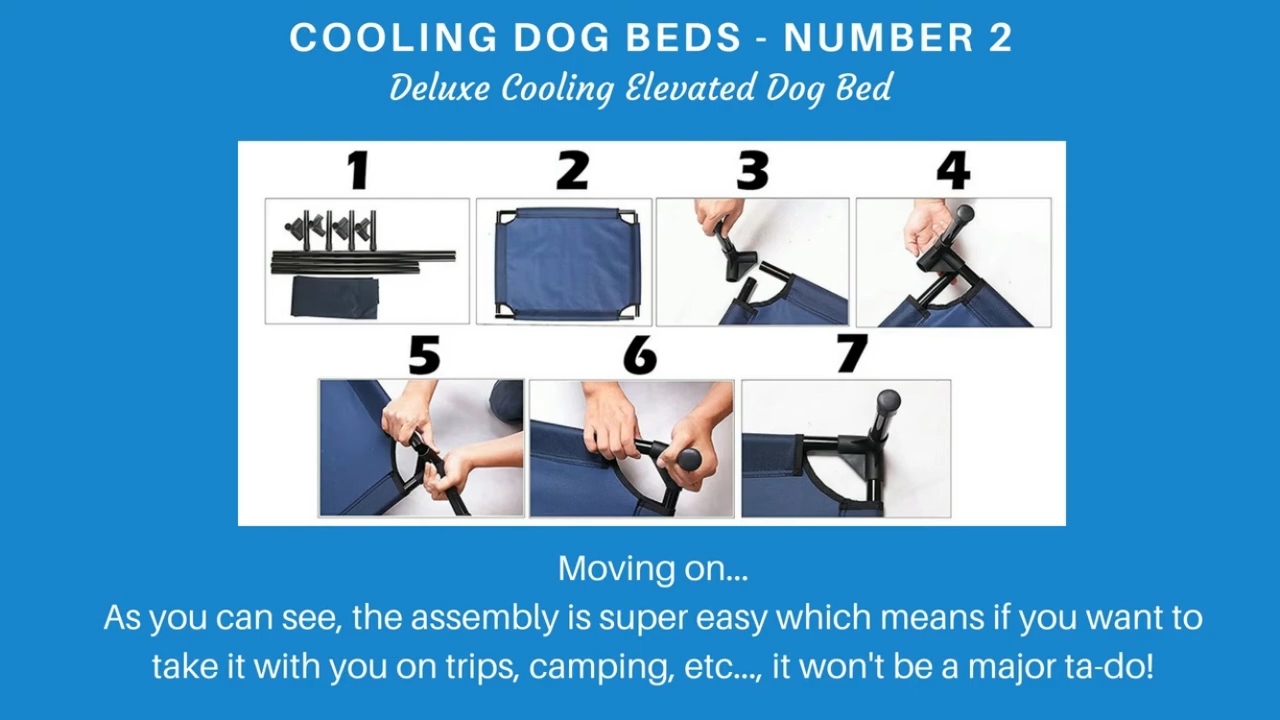 COOLING DOG BEDS - NUMBER 2
Deluxe Cooling Elevated Dog Bed
1 2 3 4
5 6 7
Moving on...
As you can see, the assembly is super easy which means if you want to
take it with you on trips, camping, etc..., it won't be a major ta-do!